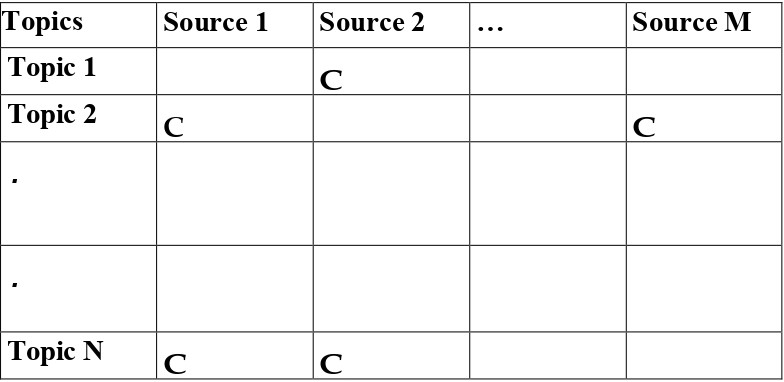 Topics Source 1 Source 2 … Source M
Topic 1 C
Topic 2 C C
.
.
Topic N C C